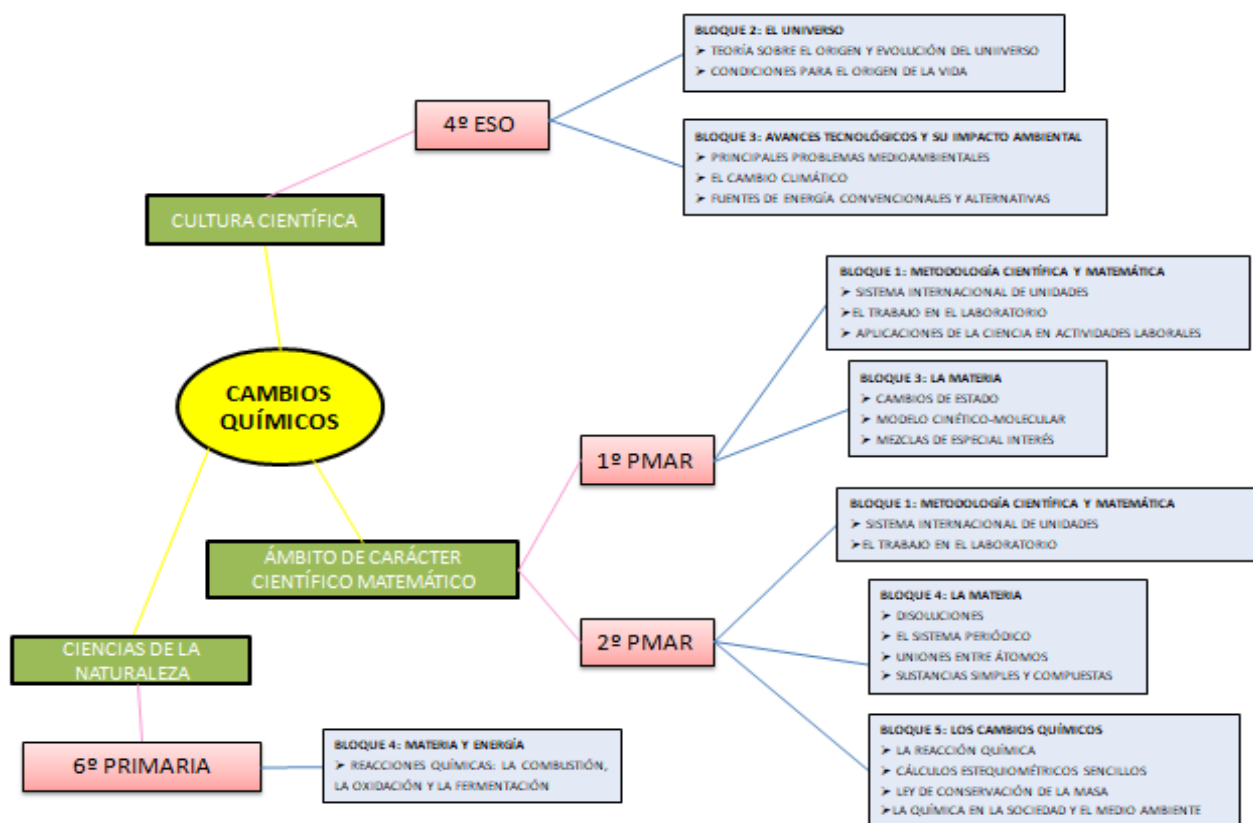 BLOQUE 2: EL UNIVERSO
➤ TEORÍA SOBRE EL ORIGEN Y EVOLUCIÓN DEL UNIIVERSO
➤ CONDICIONES PARA EL ORIGEN DE LA VIDA
4º ESO
BLOQUE 3: AVANCES TECNOLÓGICOS Y SU IMPACTO AMBIENTAL
➤ PRINCIPALES PROBLEMAS MEDIOAMBIENTALES
➤ EL CAMBIO CLIMÁTICO
➤ FUENTES DE ENERGÍA CONVENCIONALES Y ALTERNATIVAS
CULTURA CIENTÍFICA
BLOQUE 1: METODOLOGÍA CIENTÍFICA Y MATEMÁTICA
➤ SISTEMA INTERNACIONAL DE UNIDADES
➤EL TRABAJO EN EL LABORATORIO
➤ APLICACIONES DE LA CIENCIA EN ACTIVIDADES LABORALES
CAMBIOS
QUÍMICOS
BLOQUE 3: LA MATERIA
➤ CAMBIOS DE ESTADO
➤ MODELO CINÉTICO-MOLECULAR
➤ MEZCLAS DE ESPECIAL INTERÉS
1º PMAR
BLOQUE 1: METODOLOGÍA CIENTÍFICA Y MATEMÁTICA
➤ SISTEMA INTERNACIONAL DE UNIDADES
➤EL TRABAJO EN EL LABORATORIO
ÁMBITO DE CARÁCTER
CIENTÍFICO MATEMÁTICO
BLOQUE 4: LA MATERIA
➤ DISOLUCIONES
➤ EL SISTEMA PERIÓDICO
➤ UNIONES ENTRE ÁTOMOS
➤ SUSTANCIAS SIMPLES Y COMPUESTAS
2º PMAR
CIENCIAS DE LA
NATURALEZA
BLOQUE 5: LOS CAMBIOS QUÍMICOS
➤ LA REACCIÓN QUÍMICA
➤ CÁLCULOS ESTEQUIOMÉTRICOS SENCILLOS
➤ LEY DE CONSERVACIÓN DE LA MASA
➤LA QUÍMICA EN LA SOCIEDAD Y EL MEDIO AMBIENTE
6º PRIMARIA
BLOQUE 4: MATERIA Y ENERGÍA
➤ REACCIONES QUÍMICAS: LA COMBUSTIÓN,
LA OXIDACIÓN Y LA FERMENTACIÓN